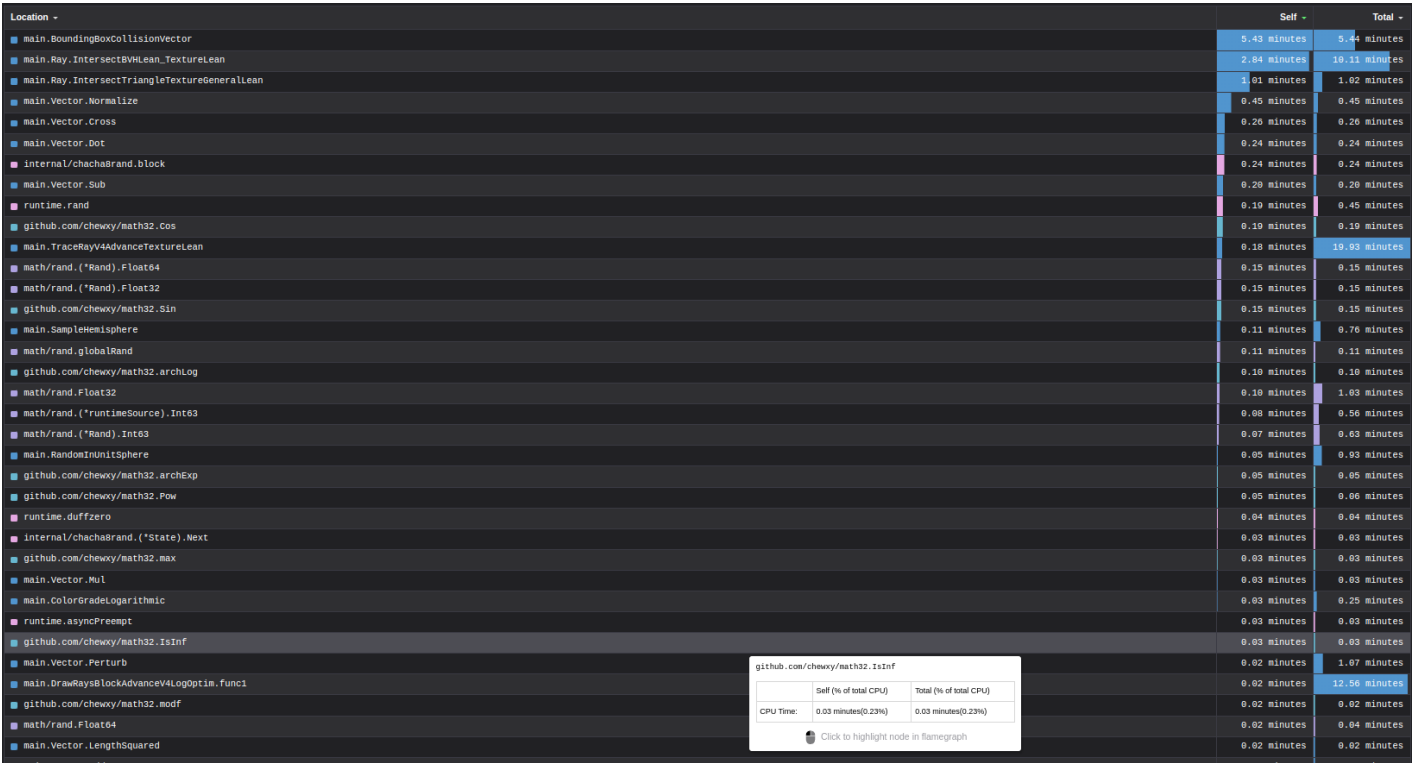 Location Self Total
main.BoundingBoxCollisionVector 5.43 minutes 5.44 minutes
main.Ray.IntersectBVHLean_TextureLean 2.84 minutes 10.11 minutes
main.Ray.IntersectTriangleTextureGeneralLean 1.01 minutes 1.02 minutes
main.Vector.Normalize 0.45 minutes 0.45 minutes
main.Vector.Cross 0.26 minutes 0.26 minutes
main.Vector.Dot 0.24 minutes 0.24 minutes
internal/chacha8rand.block 0.24 minutes 0.24 minutes
main.Vector.Sub 0.20 minutes 0.20 minutes
runtime.rand 0.19 minutes 0.45 minutes
github.com/chewxy/math32.Cos 0.19 minutes 0.19 minutes
main.TraceRayV4AdvanceTextureLean 0.18 minutes 19.93 minutes
math/rand.(*Rand).Float64 0.15 minutes 0.15 minutes
math/rand.(*Rand).Float32 0.15 minutes 0.15 minutes
github.com/chewxy/math32.Sin 0.15 minutes 0.15 minutes
main.SampleHemisphere 0.11 minutes 0.76 minutes
math/rand.globalRand 0.11 minutes 0.11 minutes
github.com/chewxy/math32.archLog 0.10 minutes 0.10 minutes
math/rand.Float32 0.10 minutes 1.03 minutes
math/rand.(*runtimeSource).Int63 0.08 minutes 0.56 minutes
math/rand.(*Rand).Int63 0.07 minutes 0.63 minutes
main.RandomInUnitSphere 0.05 minutes 0.93 minutes
github.com/chewxy/math32.archExp 0.05 minutes 0.05 minutes
github.com/chewxy/math32.Pow 0.05 minutes 0.06 minutes
runtime.duffzero 0.04 minutes 0.04 minutes
internal/chacha8rand.(*State).Next 0.03 minutes 0.03 minutes
github.com/chewxy/math32.max 0.03 minutes 0.03 minutes
main.Vector.Mul 0.03 minutes 0.03 minutes
main.ColorGradeLogarithmic 0.03 minutes 0.25 minutes
runtime.asyncPreempt 0.03 minutes 0.03 minutes
github.com/chewxy/math32.IsInf 0.03 minutes 0.03 minutes
main.Vector.Perturb 0.02 minutes 1.07 minutes
main.DrawRaysBlockAdvanceV4LogOptim.func1 0.02 minutes 12.56 minutes
github.com/chewxy/math32.modf 0.02 minutes 0.02 minutes
math/rand.Float64 0.02 minutes 0.04 minutes
main.Vector.LengthSquared 0.02 minutes 0.02 minutes
github.com/chewxy/math32.IsInf
Self (% of total CPU) Total (% of total CPU)
CPU Time: 0.03 minutes(0.23%) 0.03 minutes(0.23%)
Click to highlight node in flamegraph